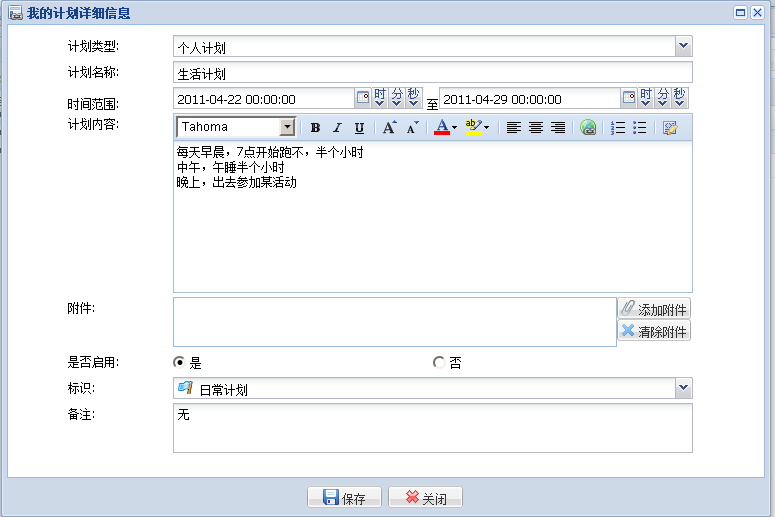 我的计划详细信息
计划类型: 个人计划
计划名称: 生活计划
时间范围: 2011-04-22 00:00:00 时 分 秒 至 2011-04-29 00:00:00 时 分 秒
计划内容: Tahoma B I U A A A ab
每天早晨，7点开始跑不，半个小时
中午，午睡半个小时
晚上，出去参加某活动
附件: 添加附件
清除附件
是否启用: 是 否
标识: 日常计划
备注: 无
保存 关闭